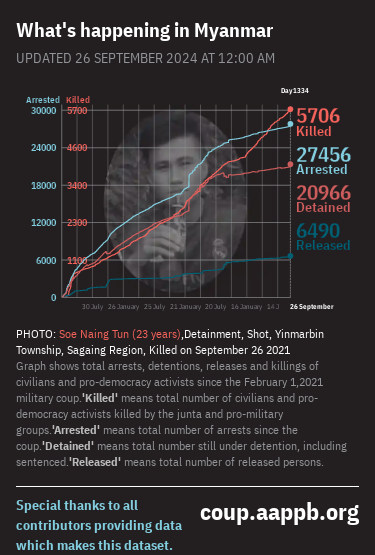 What's happening in Myanmar
UPDATED 26 SEPTEMBER 2024 AT 12:00 AM
Day1334
Arrested Killed
30000 5700
5706
Killed
24000 4600
27456
Arrested
18000 3400
20966
Detained
12000 2300
6490
Released
6000 1100
0
30 July 26 January 25 July 21 January 20 July 16 January 14 J 26 September
PHOTO: Soe Naing Tun (23 years),Detainment, Shot, Yinmarbin
Township, Sagaing Region, Killed on September 26 2021
Graph shows total arrests, detentions, releases and killings of
civilians and pro-democracy activists since the February 1,2021
military coup.'Killed' means total number of civilians and pro-
democracy activists killed by the junta and pro-military
groups.'Arrested' means total number of arrests since the
coup.'Detained' means total number still under detention, including
sentenced.'Released' means total number of released persons.
Special thanks to all
contributors providing data
which makes this dataset.
coup.aappb.org